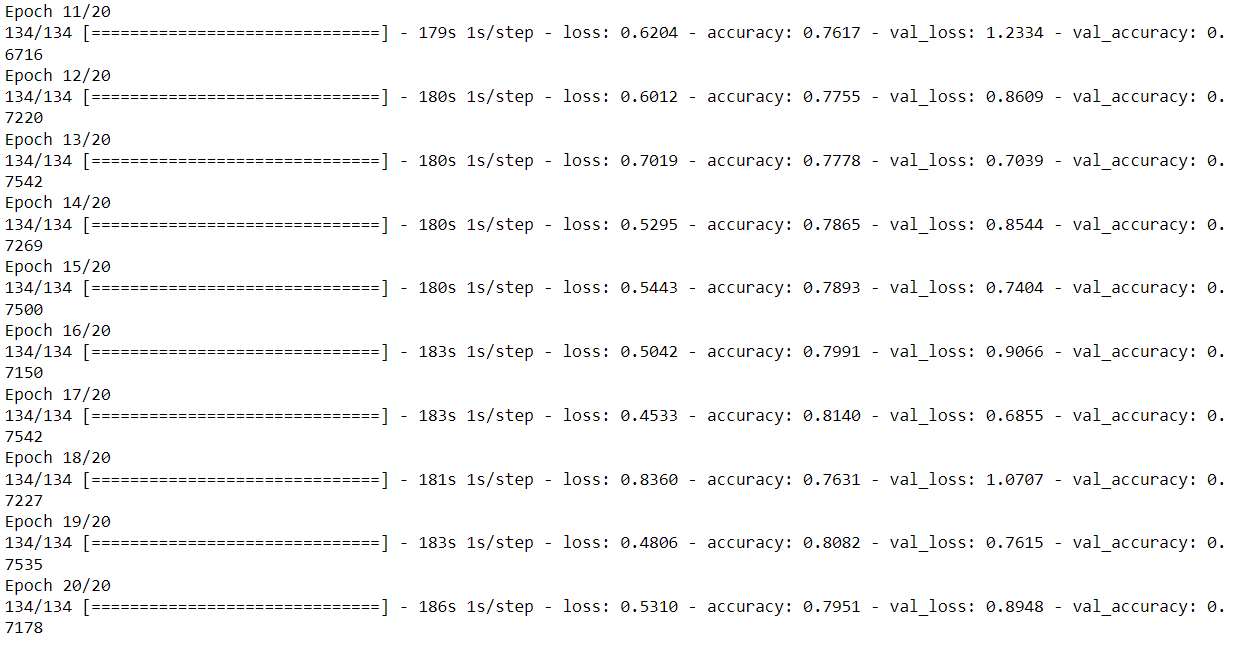 Epoch 11/20
134/134 [==============================] - 179s 1s/step - loss: 0.6204 - accuracy: 0.7617 - val_loss: 1.2334 - val_accuracy: 0.
6716
Epoch 12/20
134/134 [==============================] - 180s 1s/step - loss: 0.6012 - accuracy: 0.7755 - val_loss: 0.8609 - val_accuracy: 0.
7220
Epoch 13/20
134/134 [==============================] - 180s 1s/step - loss: 0.7019 - accuracy: 0.7778 - val_loss: 0.7039 - val_accuracy: 0.
7542
Epoch 14/20
134/134 [==============================] - 180s 1s/step - loss: 0.5295 - accuracy: 0.7865 - val_loss: 0.8544 - val_accuracy: 0.
7269
Epoch 15/20
134/134 [==============================] - 180s 1s/step - loss: 0.5443 - accuracy: 0.7893 - val_loss: 0.7404 - val_accuracy: 0.
7500
Epoch 16/20
134/134 [==============================] - 183s 1s/step - loss: 0.5042 - accuracy: 0.7991 - val_loss: 0.9066 - val_accuracy: 0.
7150
Epoch 17/20
134/134 [==============================] - 183s 1s/step - loss: 0.4533 - accuracy: 0.8140 - val_loss: 0.6855 - val_accuracy: 0.
7542
Epoch 18/20
134/134 [==============================] - 181s 1s/step - loss: 0.8360 - accuracy: 0.7631 - val_loss: 1.0707 - val_accuracy: 0.
7227
Epoch 19/20
134/134 [==============================] - 183s 1s/step - loss: 0.4806 - accuracy: 0.8082 - val_loss: 0.7615 - val_accuracy: 0.
7535
Epoch 20/20
134/134 [==============================] - 186s 1s/step - loss: 0.5310 - accuracy: 0.7951 - val_loss: 0.8948 - val_accuracy: 0.
7178